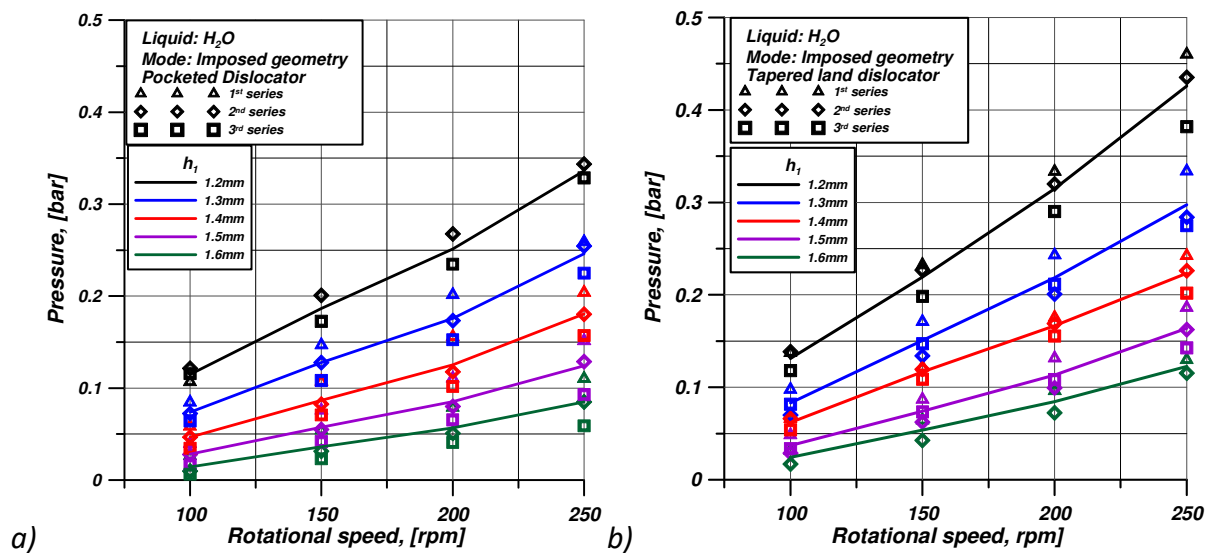 Liquid: H2O
Mode: Imposed geometry
Pocketed Dislocator
1st series
2nd series
3rd series
h1
1.2mm
1.3mm
1.4mm
1.5mm
1.6mm
Pressure, [bar]
0.5
0.4
0.3
0.2
0.1
0
100 150 200 250
Rotational speed, [rpm]
a)
Liquid: H2O
Mode: Imposed geometry
Tapered land dislocator
1st series
2nd series
3rd series
h1
1.2mm
1.3mm
1.4mm
1.5mm
1.6mm
Pressure, [bar]
0.5
0.4
0.3
0.2
0.1
0
100 150 200 250
Rotational speed, rpm]
b)